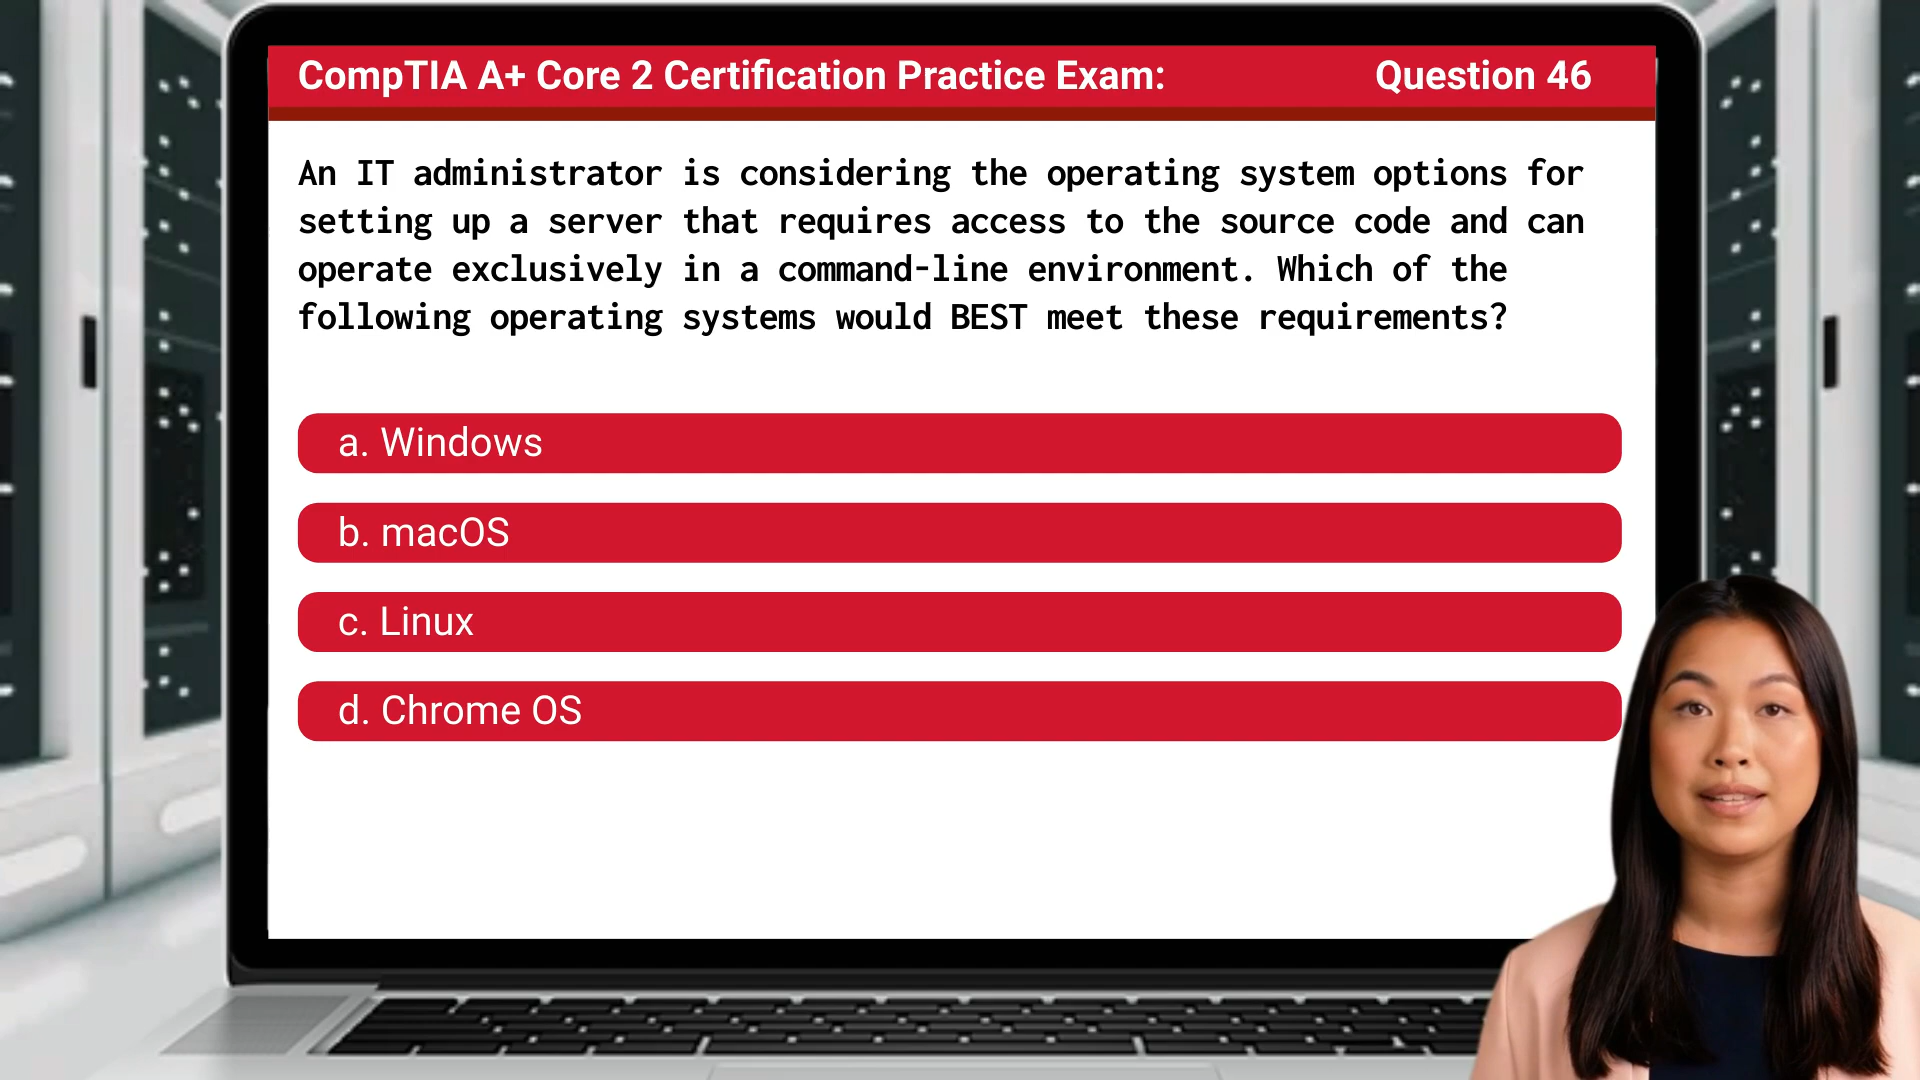 CompTIA A+ Core 2 Certification Practice Exam: Question 46
An IT administrator is considering the operating system options for
setting up a server that requires access to the source code and can
operate exclusively in a command-line environment. Which of the
following operating systems would BEST meet these requirements?
a. Windows
b. macOS
c. Linux
d. Chrome OS